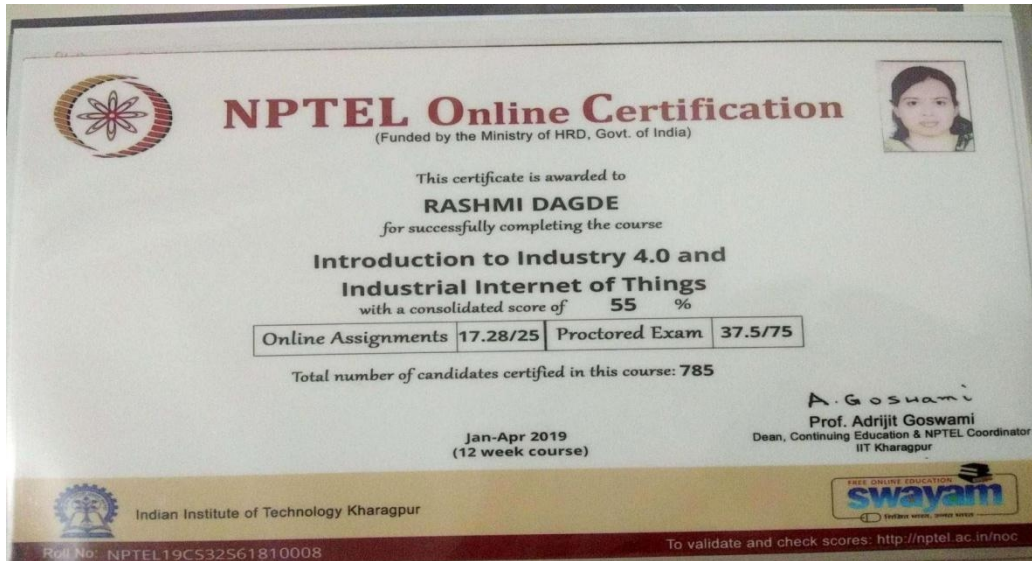 NPTEL Online Certification
(Funded by the Ministry of HRD, Govt. of India)
This certificate is awarded to
RASHMI DAGDE
for successfully completing the course
Introduction to Industry 4.0 and
Industrial Internet of Things
with a consolidated score of 55 %
Online Assignments 17.28/25 Proctored Exam 37.5/75
Total number of candidates certified in this course: 785
A. Goswami
Prof. Adrijit Goswami
Dean, Continuing Education & NPTEL Coordinator
IIT Kharagpur
Jan-Apr 2019
(12 week course)
Indian Institute of Technology Kharagpur
FREE ONLINE EDUCATION
swayam
Roll No: NPTEL19CS32S61810008
To validate and check scores: http://nptel.ac.in/noc